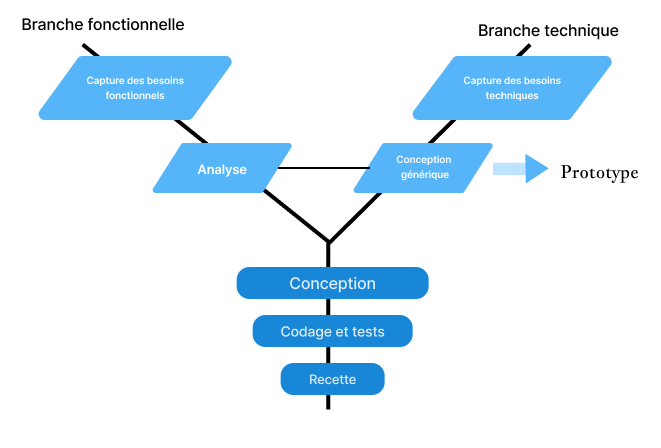 Branche fonctionnelle
Branche technique
Capture des besoins
fonctionnels
Capture des besoins
techniques
Analyse
Conception
générique
Prototype
Conception
Codage et tests
Recette